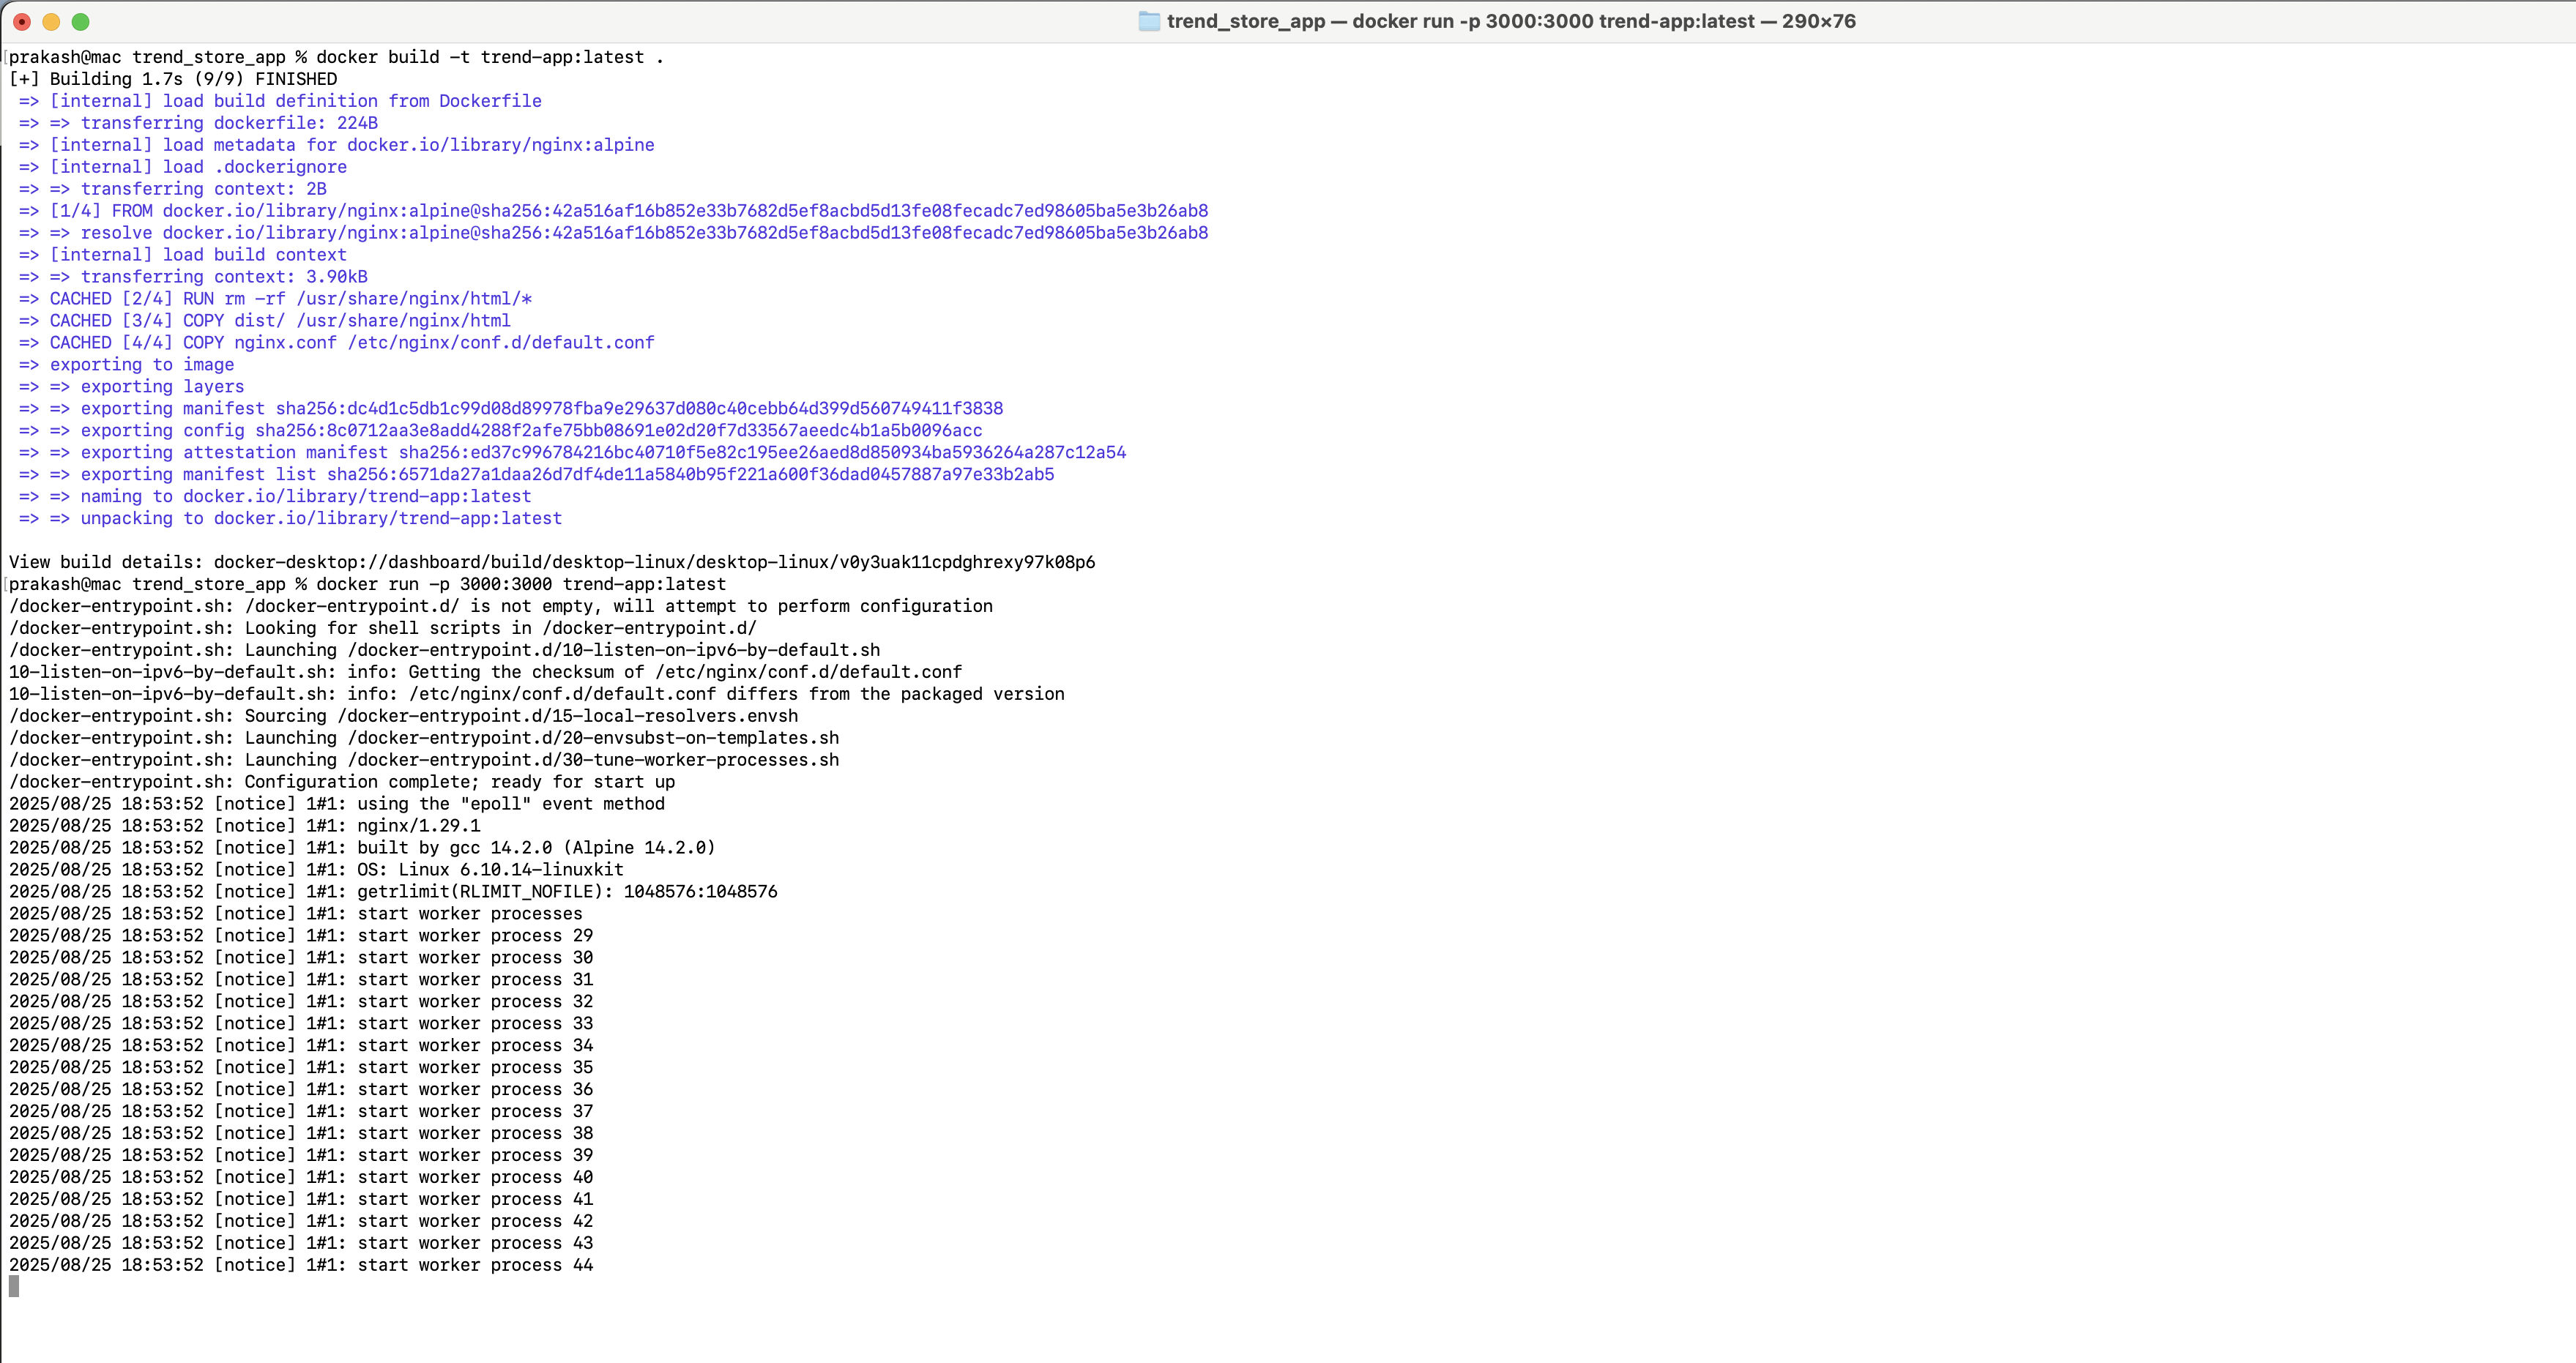 trend_store_app — docker run -p 3000:3000 trend-app:latest — 290×76
[prakash@mac trend_store_app % docker build -t trend-app:latest .
[+] Building 1.7s (9/9) FINISHED
=> [internal] load build definition from Dockerfile
=> => transferring dockerfile: 224B
=> [internal] load metadata for docker.io/library/nginx:alpine
=> [internal] load .dockerignore
=> => transferring context: 2B
=> [1/4] FROM docker.io/library/nginx:alpine@sha256:42a516af16b852e33b7682d5ef8acbd5d13fe08fecadc7ed98605ba5e3b26ab8
=> => resolve docker.io/library/nginx:alpine@sha256:42a516af16b852e33b7682d5ef8acbd5d13fe08fecadc7ed98605ba5e3b26ab8
=> [internal] load build context
=> => transferring context: 3.90kB
=> CACHED [2/4] RUN rm -rf /usr/share/nginx/html/*
=> CACHED [3/4] COPY dist/ /usr/share/nginx/html
=> CACHED [4/4] COPY nginx.conf /etc/nginx/conf.d/default.conf
=> exporting to image
=> => exporting layers
=> => exporting manifest sha256:dc4d1c5db1c99d08d89978fba9e29637d080c40cebb64d399d560749411f3838
=> => exporting config sha256:8c0712aa3e8add4288f2afe75bb08691e02d20f7d33567aeedc4b1a5b0096acc
=> => exporting attestation manifest sha256:ed37c996784216bc40710f5e82c195ee26aed8d850934ba5936264a287c12a54
=> => exporting manifest list sha256:6571da27a1daa26d7df4de11a5840b95f221a600f36dad0457887a97e33b2ab5
=> => naming to docker.io/library/trend-app:latest
=> => unpacking to docker.io/library/trend-app:latest
View build details: docker-desktop://dashboard/build/desktop-linux/desktop-linux/v0y3uak11cpdghrexy97k08p6
[prakash@mac trend_store_app % docker run -p 3000:3000 trend-app:latest
/docker-entrypoint.sh: /docker-entrypoint.d/ is not empty, will attempt to perform configuration
/docker-entrypoint.sh: Looking for shell scripts in /docker-entrypoint.d/
/docker-entrypoint.sh: Launching /docker-entrypoint.d/10-listen-on-ipv6-by-default.sh
10-listen-on-ipv6-by-default.sh: info: Getting the checksum of /etc/nginx/conf.d/default.conf
10-listen-on-ipv6-by-default.sh: info: /etc/nginx/conf.d/default.conf differs from the packaged version
/docker-entrypoint.sh: Sourcing /docker-entrypoint.d/15-local-resolvers.envsh
/docker-entrypoint.sh: Launching /docker-entrypoint.d/20-envsubst-on-templates.sh
/docker-entrypoint.sh: Launching /docker-entrypoint.d/30-tune-worker-processes.sh
/docker-entrypoint.sh: Configuration complete; ready for start up
2025/08/25 18:53:52 [notice] 1#1: using the "epoll" event method
2025/08/25 18:53:52 [notice] 1#1: nginx/1.29.1
2025/08/25 18:53:52 [notice] 1#1: built by gcc 14.2.0 (Alpine 14.2.0)
2025/08/25 18:53:52 [notice] 1#1: OS: Linux 6.10.14-linuxkit
2025/08/25 18:53:52 [notice] 1#1: getrlimit(RLIMIT_NOFILE): 1048576:1048576
2025/08/25 18:53:52 [notice] 1#1: start worker processes
2025/08/25 18:53:52 [notice] 1#1: start worker process 29
2025/08/25 18:53:52 [notice] 1#1: start worker process 30
2025/08/25 18:53:52 [notice] 1#1: start worker process 31
2025/08/25 18:53:52 [notice] 1#1: start worker process 32
2025/08/25 18:53:52 [notice] 1#1: start worker process 33
2025/08/25 18:53:52 [notice] 1#1: start worker process 34
2025/08/25 18:53:52 [notice] 1#1: start worker process 35
2025/08/25 18:53:52 [notice] 1#1: start worker process 36
2025/08/25 18:53:52 [notice] 1#1: start worker process 37
2025/08/25 18:53:52 [notice] 1#1: start worker process 38
2025/08/25 18:53:52 [notice] 1#1: start worker process 39
2025/08/25 18:53:52 [notice] 1#1: start worker process 40
2025/08/25 18:53:52 [notice] 1#1: start worker process 41
2025/08/25 18:53:52 [notice] 1#1: start worker process 42
2025/08/25 18:53:52 [notice] 1#1: start worker process 43
2025/08/25 18:53:52 [notice] 1#1: start worker process 44